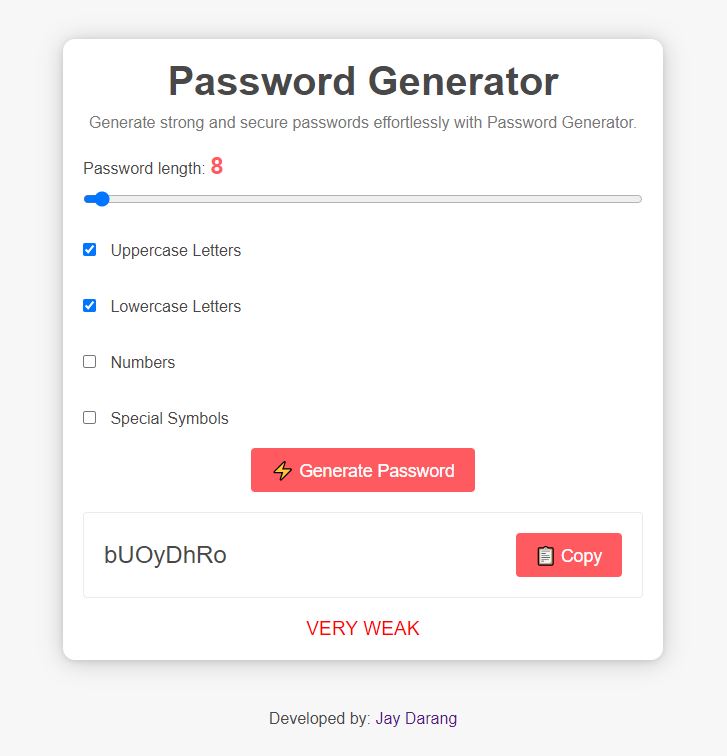 Password Generator
Generate strong and secure passwords effortlessly with Password Generator.
Password length: 8
Uppercase Letters
Lowercase Letters
Numbers
Special Symbols
⚡ Generate Password
bUOyDhRo
📋 Copy
VERY WEAK
Developed by: Jay Darang